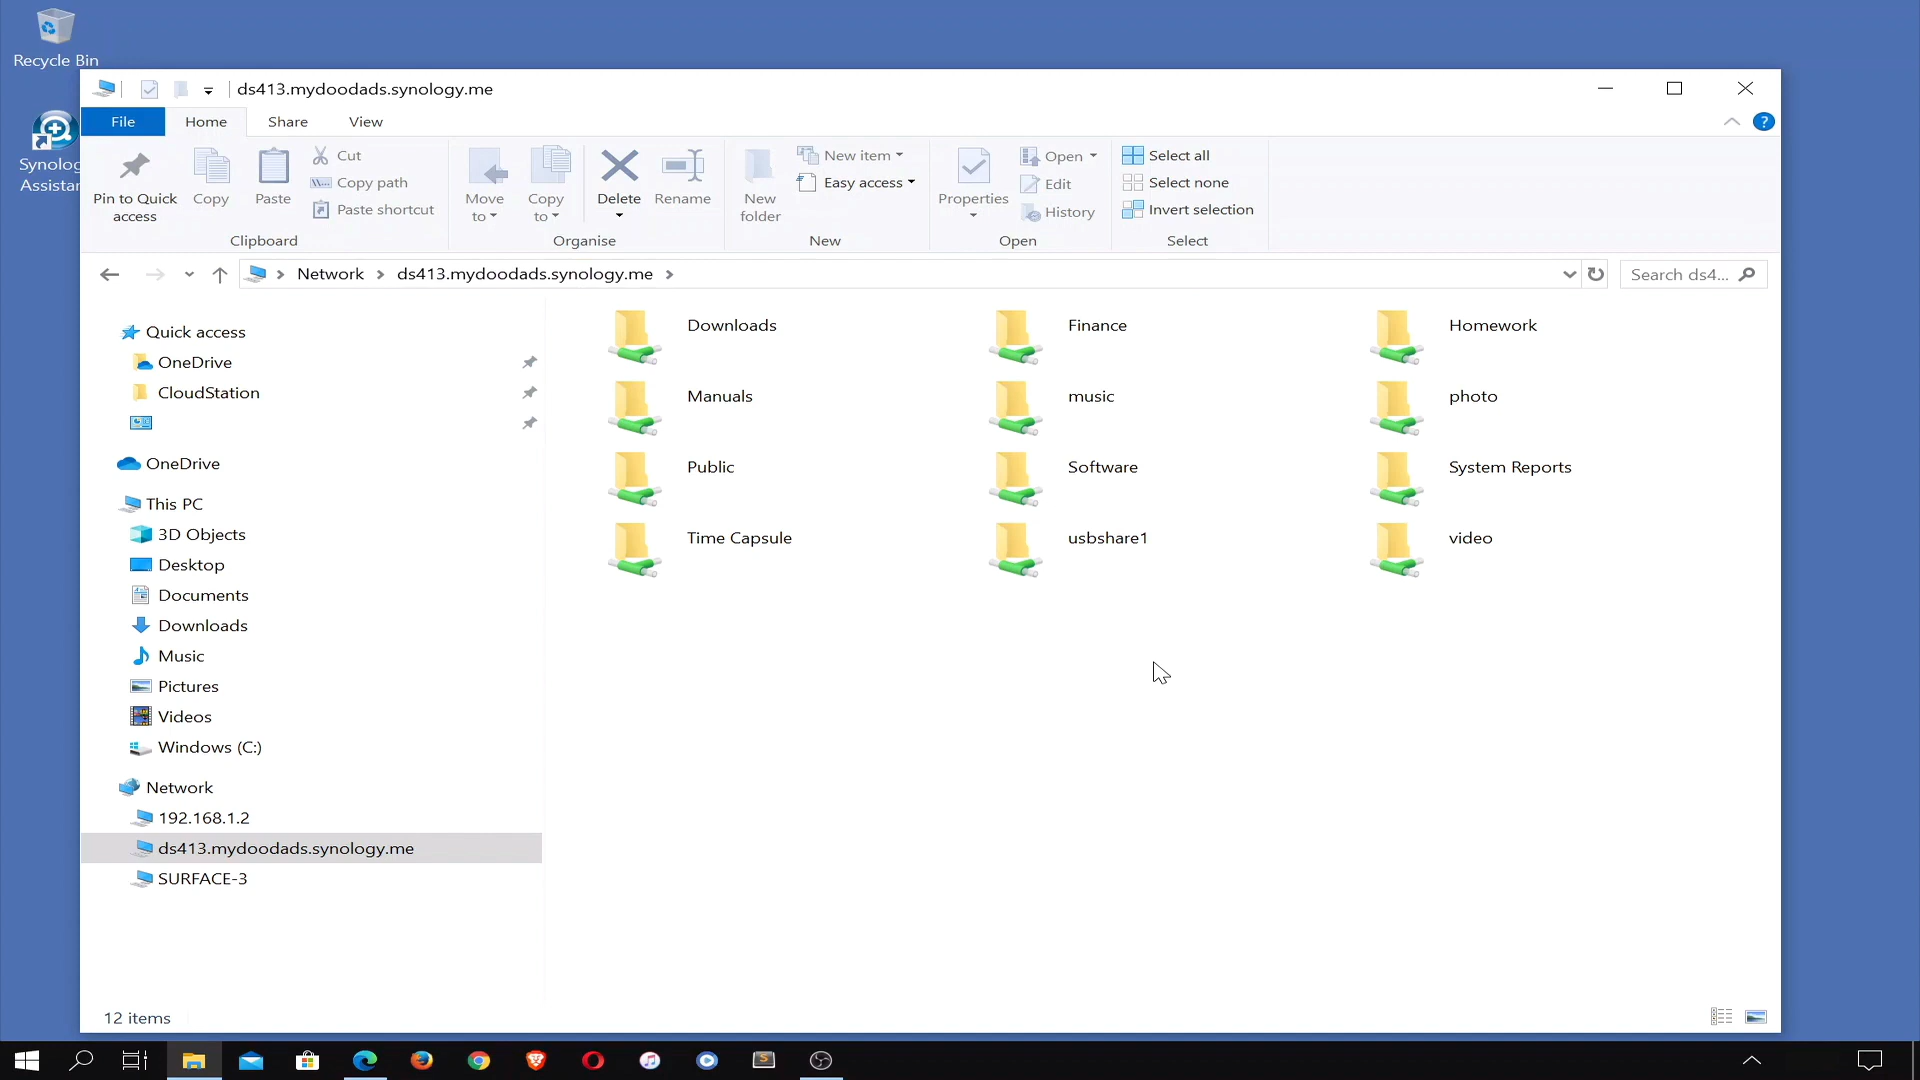 Recycle Bin
Synolog
Assistan
ds413.mydoodads.synology.me
File Home Share View
Pin to Quick access
Copy
Paste
Cut
Copy path
Paste shortcut
Clipboard
Move to
Copy to
Delete
Rename
Organise
New folder
New item
Easy access
New
Properties
Open
Edit
History
Open
Select all
Select none
Invert selection
Select
Network ds413.mydoodads.synology.me
Search ds4...
Quick access
OneDrive
CloudStation
OneDrive
This PC
3D Objects
Desktop
Documents
Downloads
Music
Pictures
Videos
Windows (C:)
Network
192.168.1.2
ds413.mydoodads.synology.me
SURFACE-3
Downloads Finance Homework
Manuals music photo
Public Software System Reports
Time Capsule usbshare1 video
12 items